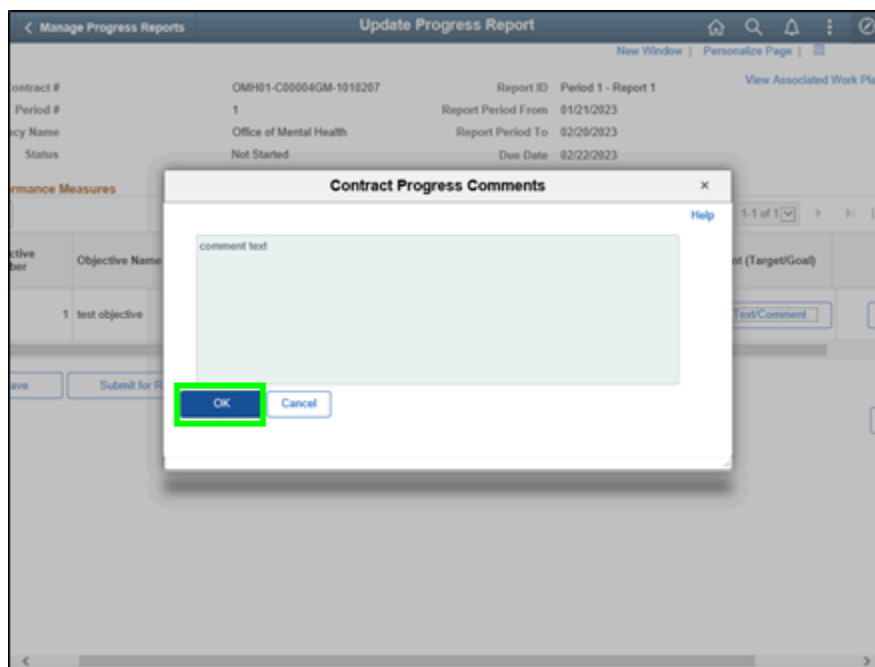 Manage Progress Reports
Update Progress Report
New Window | Personalize Page |
View Associated Work Pla
Contract # OMH01-C00004GM-1010207 Report ID Period 1 - Report 1
Period # 1 Report Period From 01/21/2023
ncy Name Office of Mental Health Report Period To 02/20/2023
Status Not Started Due Date 02/22/2023
ormance Measures
Contract Progress Comments ×
Help
1-1 of 1
comment text
ctive
ber
Objective Name
nt (Target/Goal)
1 test objective
Text/Comment
ave
Submit for R
OK
Cancel